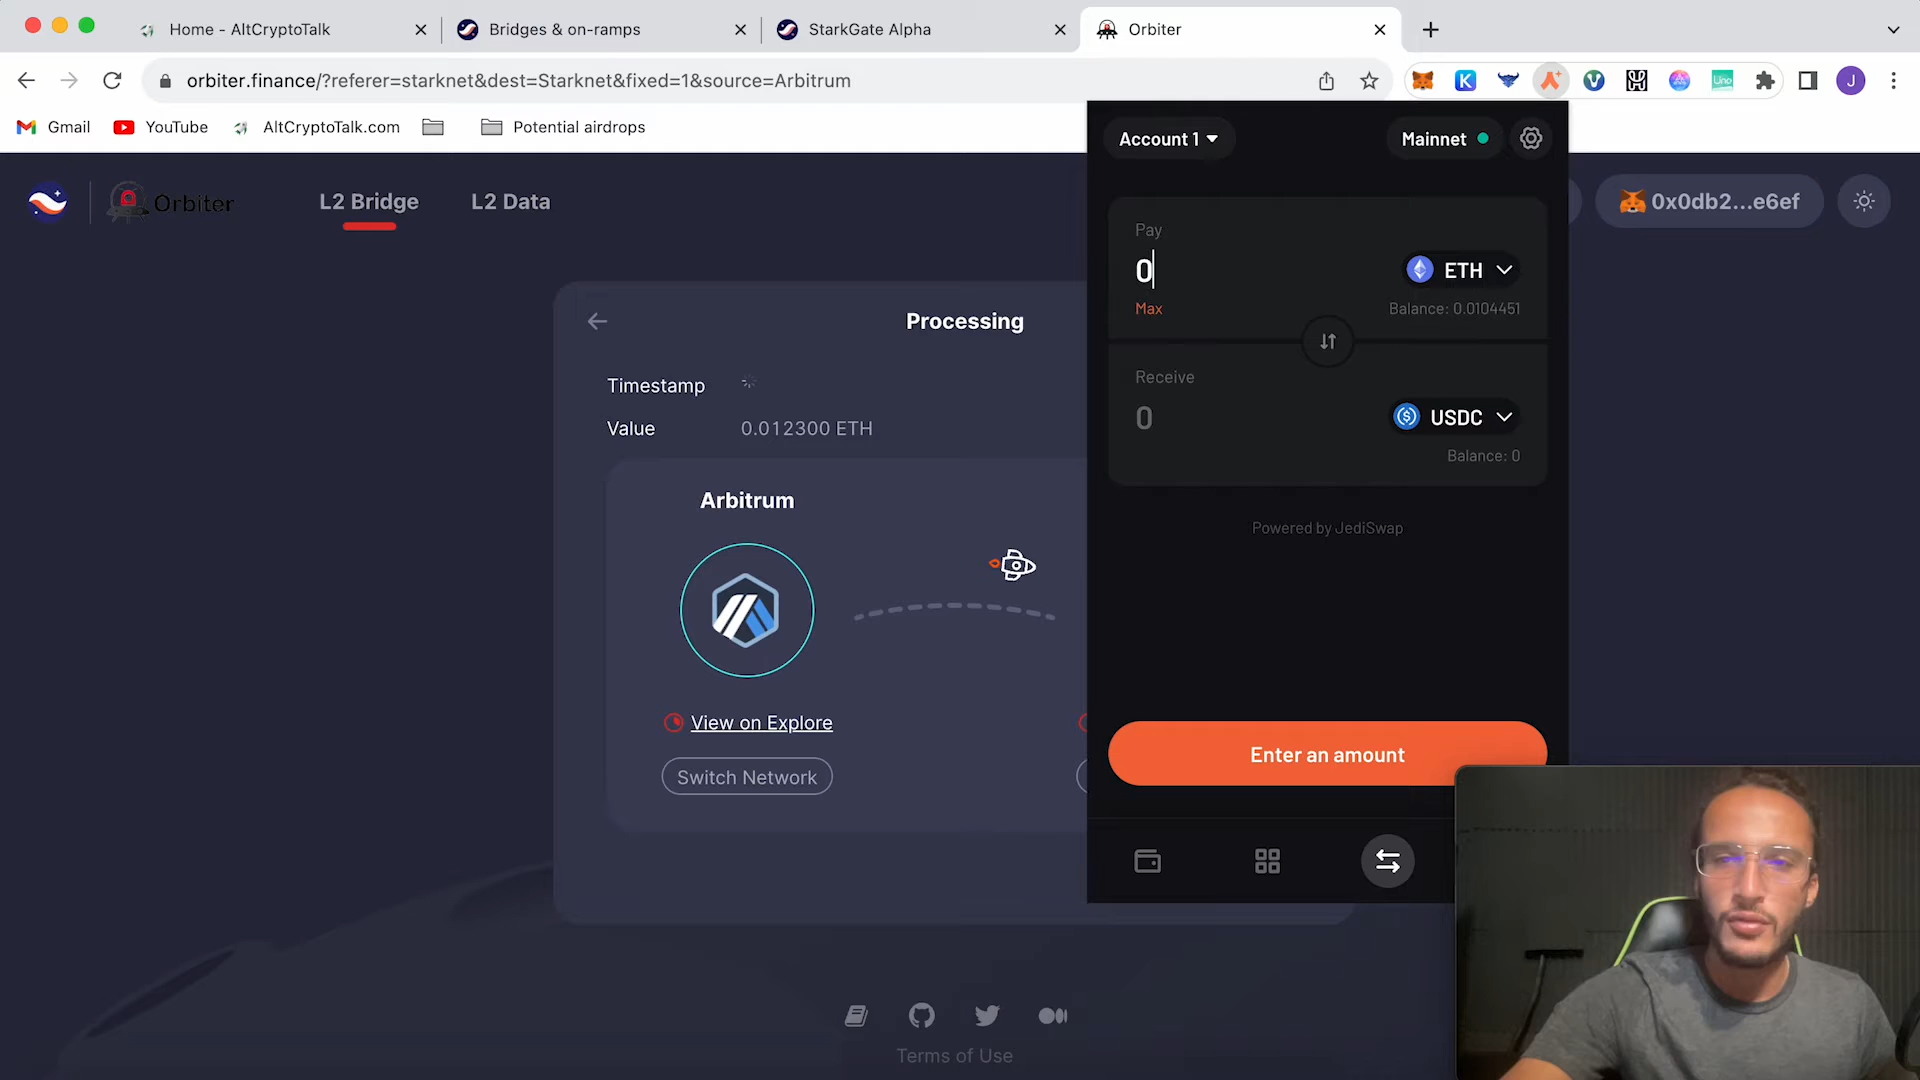 Home - AltCryptoTalk
Bridges & on-ramps
StarkGate Alpha
Orbiter
orbiter.finance/?referer=starknet&dest=Starknet&fixed=1&source=Arbitrum
K
Uno
J
Gmail
YouTube
AltCryptoTalk.com
Potential airdrops
Orbiter
L2 Bridge
L2 Data
0x0db2...e6ef
Processing
Timestamp
Value
0.012300 ETH
Arbitrum
View on Explore
Switch Network
Terms of Use
Account 1
Mainnet
Pay
0
ETH
Max
Balance: 0.0104451
Receive
0
USDC
Balance: 0
Powered by JediSwap
Enter an amount